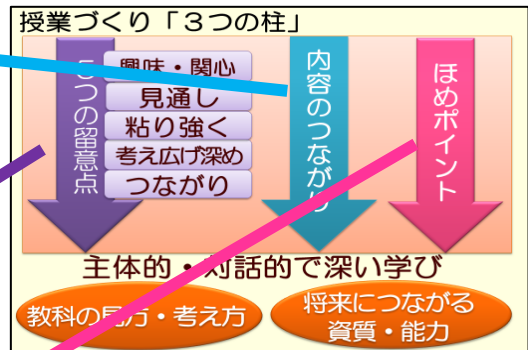 授業づくり「３つの柱」
５つの留意点
興味・関心
見通し
粘り強く
考え広げ深め
つながり
内容のつながり
ほめポイント
主体的・対話的で深い学び
教科の見方・考え方
将来につながる
資質・能力